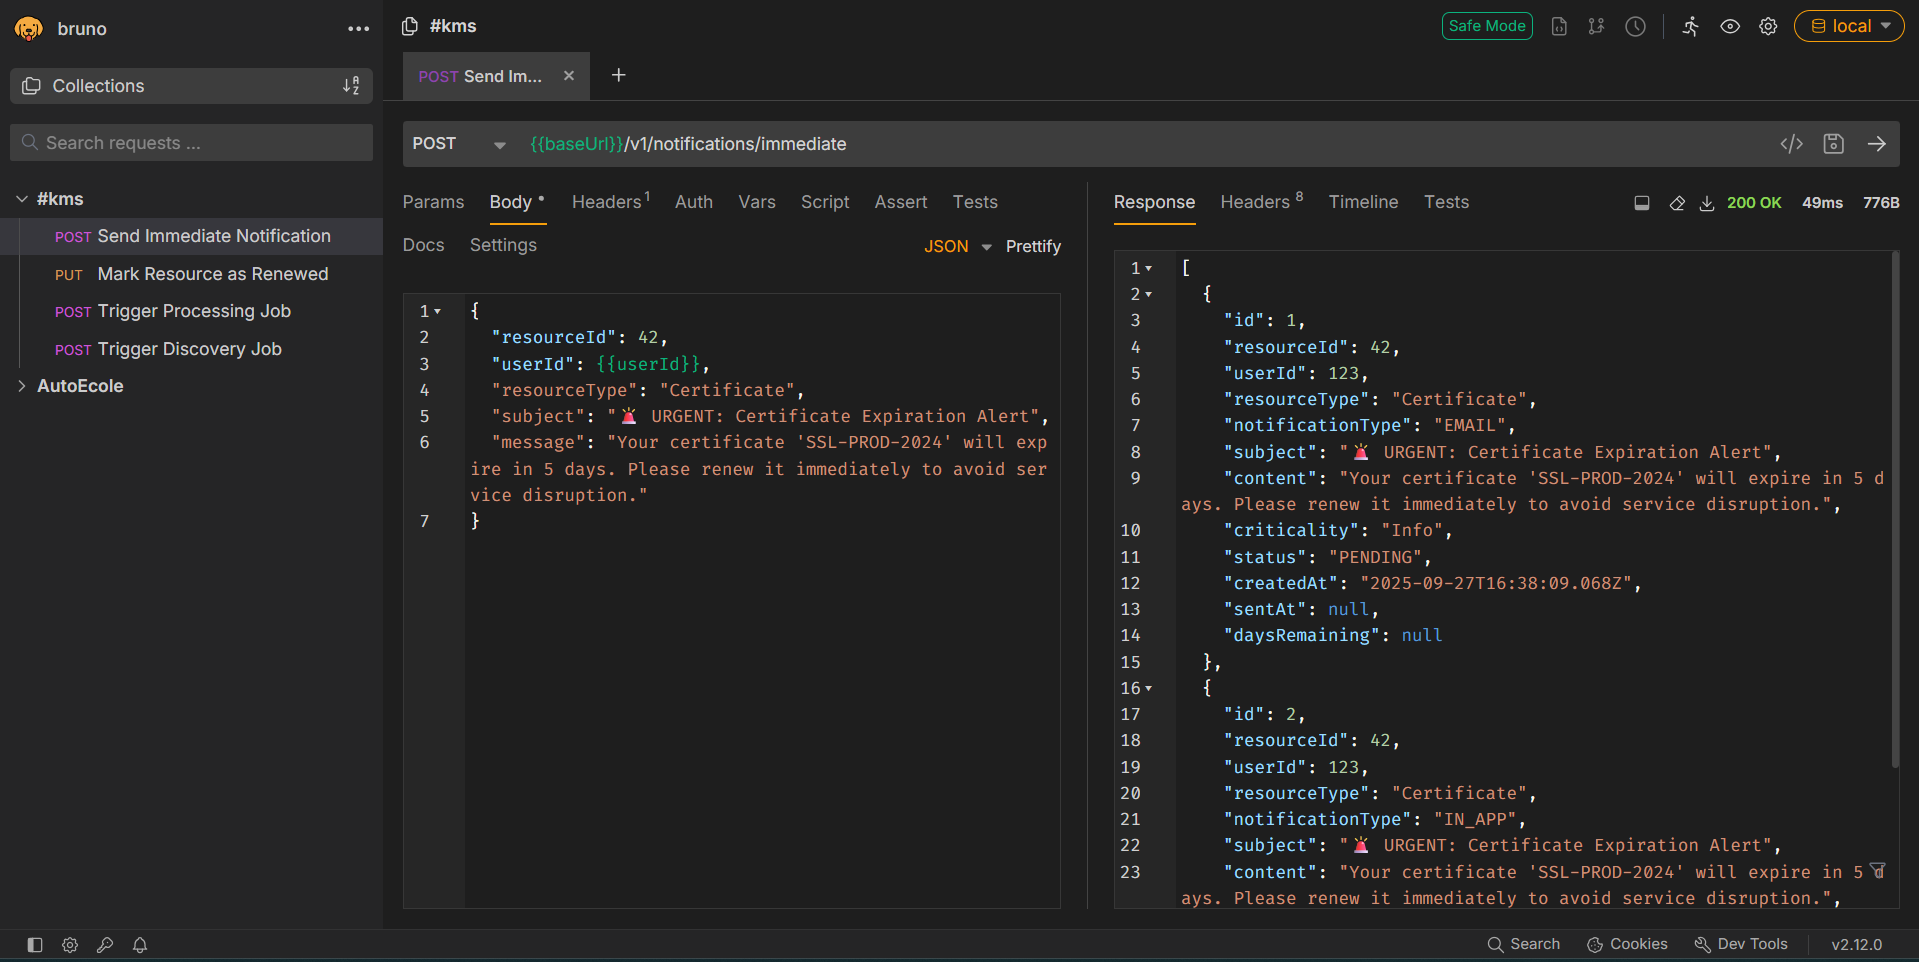 bruno
#kms
Safe Mode
local
Collections
POST Send Im...
Search requests ...
POST
{{baseUrl}}/v1/notifications/immediate
#kms
POST Send Immediate Notification
PUT Mark Resource as Renewed
POST Trigger Processing Job
POST Trigger Discovery Job
AutoEcole
Params Body Headers 1 Auth Vars Script Assert Tests
Docs Settings
JSON Prettify
1 {
2 "resourceId": 42,
3 "userId": {{userId}},
4 "resourceType": "Certificate",
5 "subject": "🚨 URGENT: Certificate Expiration Alert",
6 "message": "Your certificate 'SSL-PROD-2024' will exp
ire in 5 days. Please renew it immediately to avoid ser
vice disruption."
7 }
Response Headers 8 Timeline Tests
200 OK 49ms 776B
1 [
2 {
3 "id": 1,
4 "resourceId": 42,
5 "userId": 123,
6 "resourceType": "Certificate",
7 "notificationType": "EMAIL",
8 "subject": "🚨 URGENT: Certificate Expiration Alert",
9 "content": "Your certificate 'SSL-PROD-2024' will expire in 5 d
ays. Please renew it immediately to avoid service disruption.",
10 "criticality": "Info",
11 "status": "PENDING",
12 "createdAt": "2025-09-27T16:38:09.068Z",
13 "sentAt": null,
14 "daysRemaining": null
15 },
16 {
17 "id": 2,
18 "resourceId": 42,
19 "userId": 123,
20 "resourceType": "Certificate",
21 "notificationType": "IN_APP",
22 "subject": "🚨 URGENT: Certificate Expiration Alert",
23 "content": "Your certificate 'SSL-PROD-2024' will expire in 5 d
ays. Please renew it immediately to avoid service disruption.",
Search Cookies Dev Tools v2.12.0